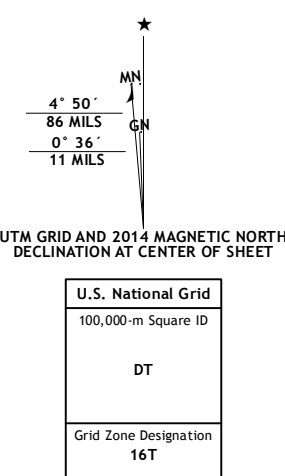 ★
MN
4° 50´
86 MILS
GN
0° 36´
11 MILS
UTM GRID AND 2014 MAGNETIC NORTH
DECLINATION AT CENTER OF SHEET
U.S. National Grid
100,000-m Square ID
DT
Grid Zone Designation
16T